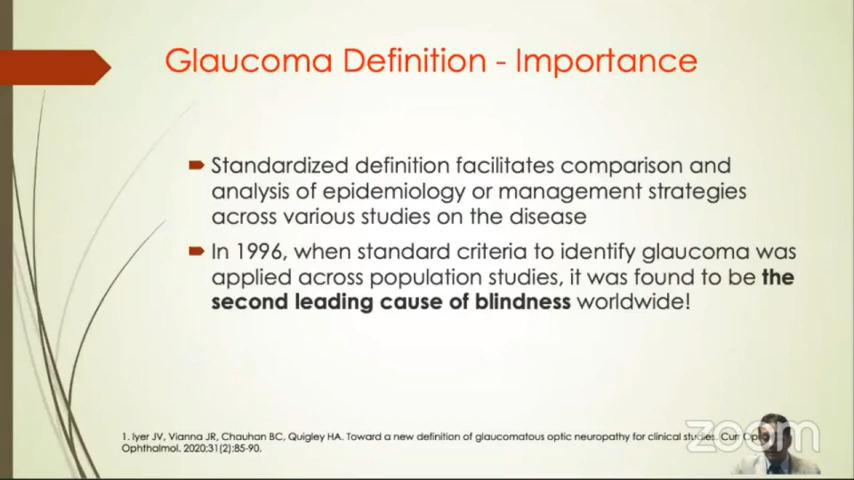 Glaucoma Definition - Importance
Standardized definition facilitates comparison and
analysis of epidemiology or management strategies
across various studies on the disease
In 1996, when standard criteria to identify glaucoma was
applied across population studies, it was found to be the
second leading cause of blindness worldwide!
zoom
1. Iyer JV, Vianna JR, Chauhan BC, Quigley HA. Toward a new definition of glaucomatous optic neuropathy for clinical studies. Curr
Ophthalmol. 2020;31(2):85-90.